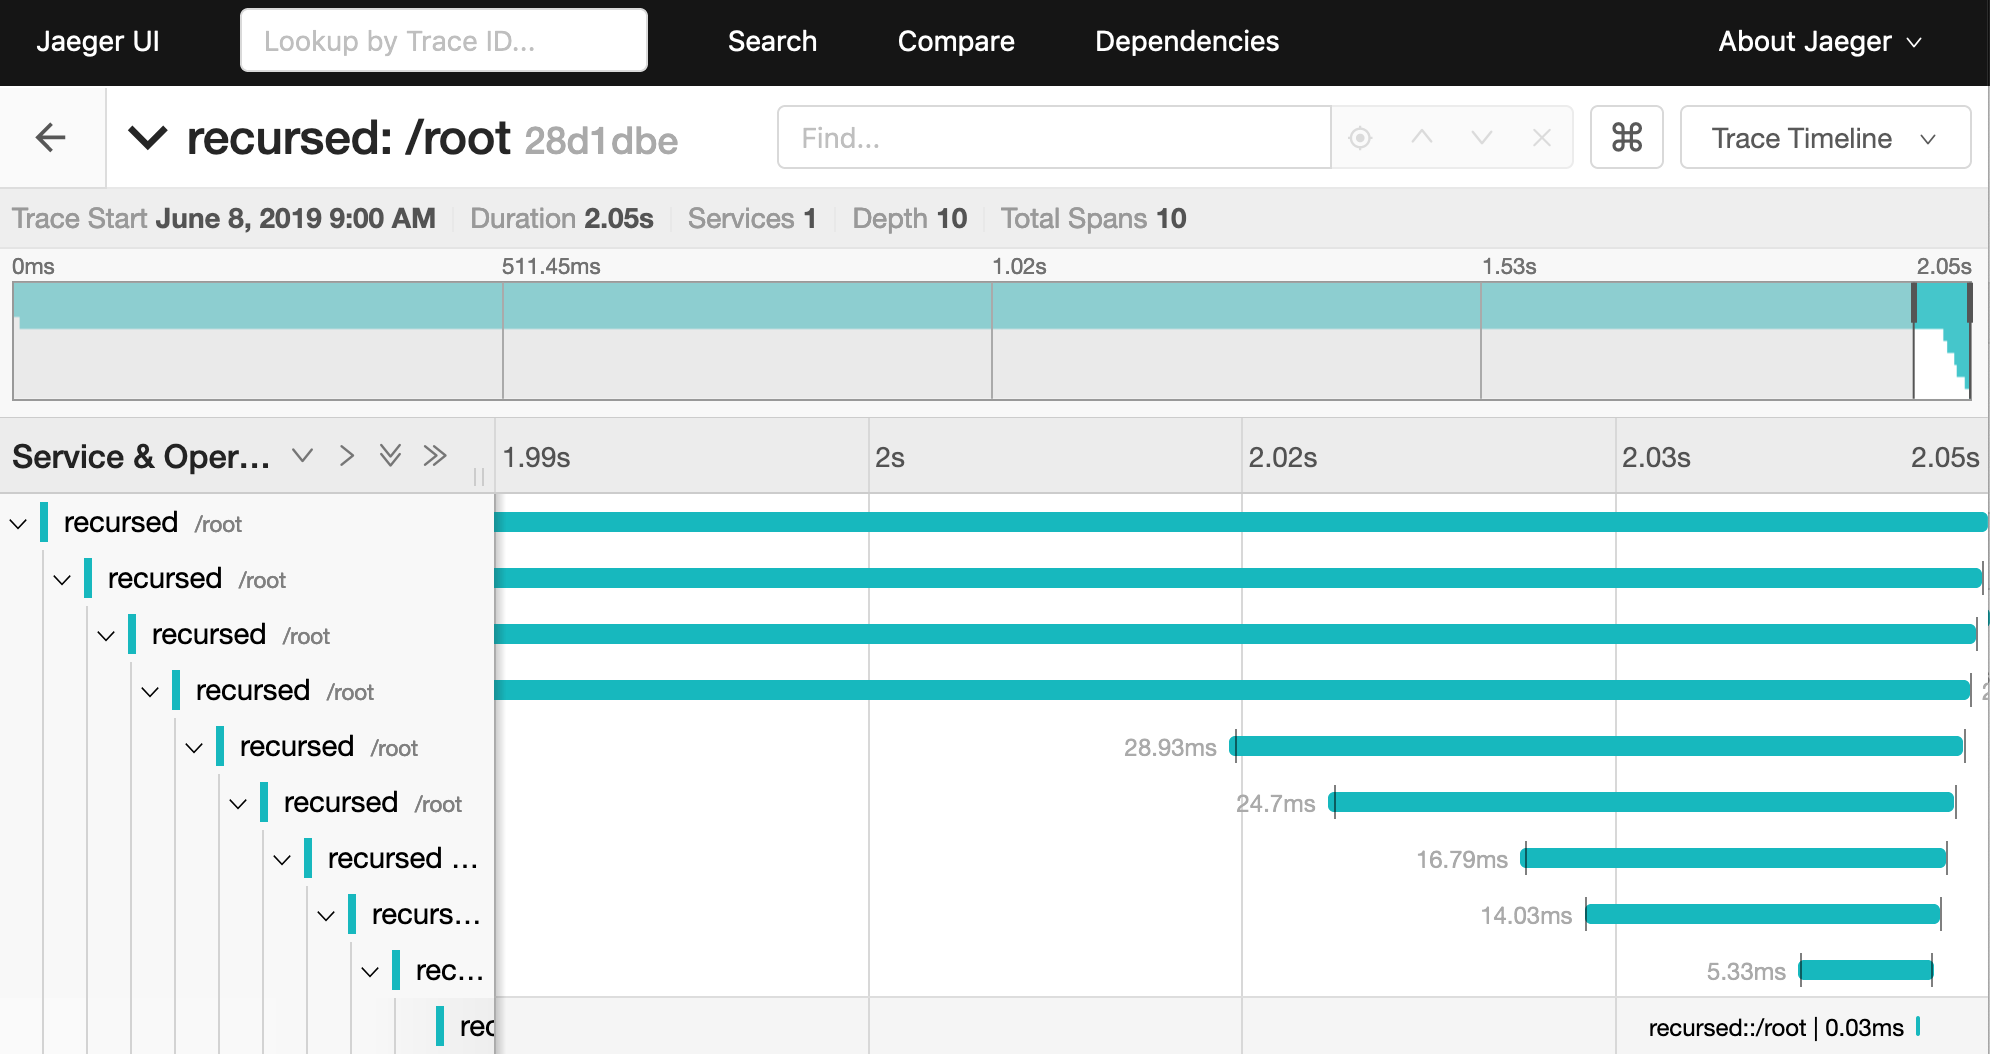 Jaeger UI Lookup by Trace ID... Search Compare Dependencies About Jaeger
recursed: /root 28d1dbe Find... ⌘ Trace Timeline
Trace Start June 8, 2019 9:00 AM Duration 2.05s Services 1 Depth 10 Total Spans 10
0ms 511.45ms 1.02s 1.53s 2.05s
Service & Oper... 1.99s 2s 2.02s 2.03s 2.05s
recursed /root
recursed /root
recursed /root
recursed /root
recursed /root 28.93ms
recursed /root 24.7ms
recursed ... 16.79ms
recurs... 14.03ms
rec... 5.33ms
rec recursed::/root | 0.03ms